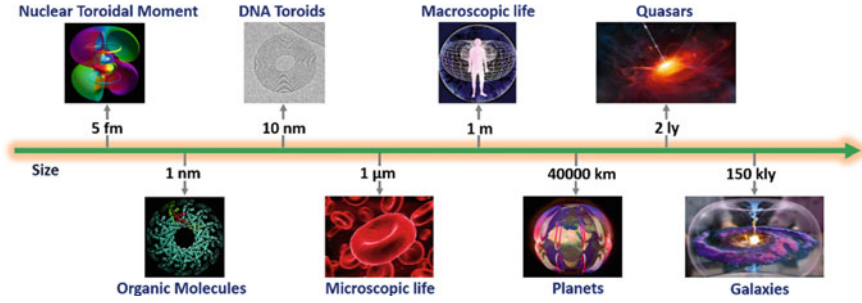 Nuclear Toroidal Moment
DNA Toroids
Macroscopic life
Quasars
5 fm
10 nm
1 m
2 ly
Size
1 nm
1 µm
40000 km
150 kly
Organic Molecules
Microscopic life
Planets
Galaxies